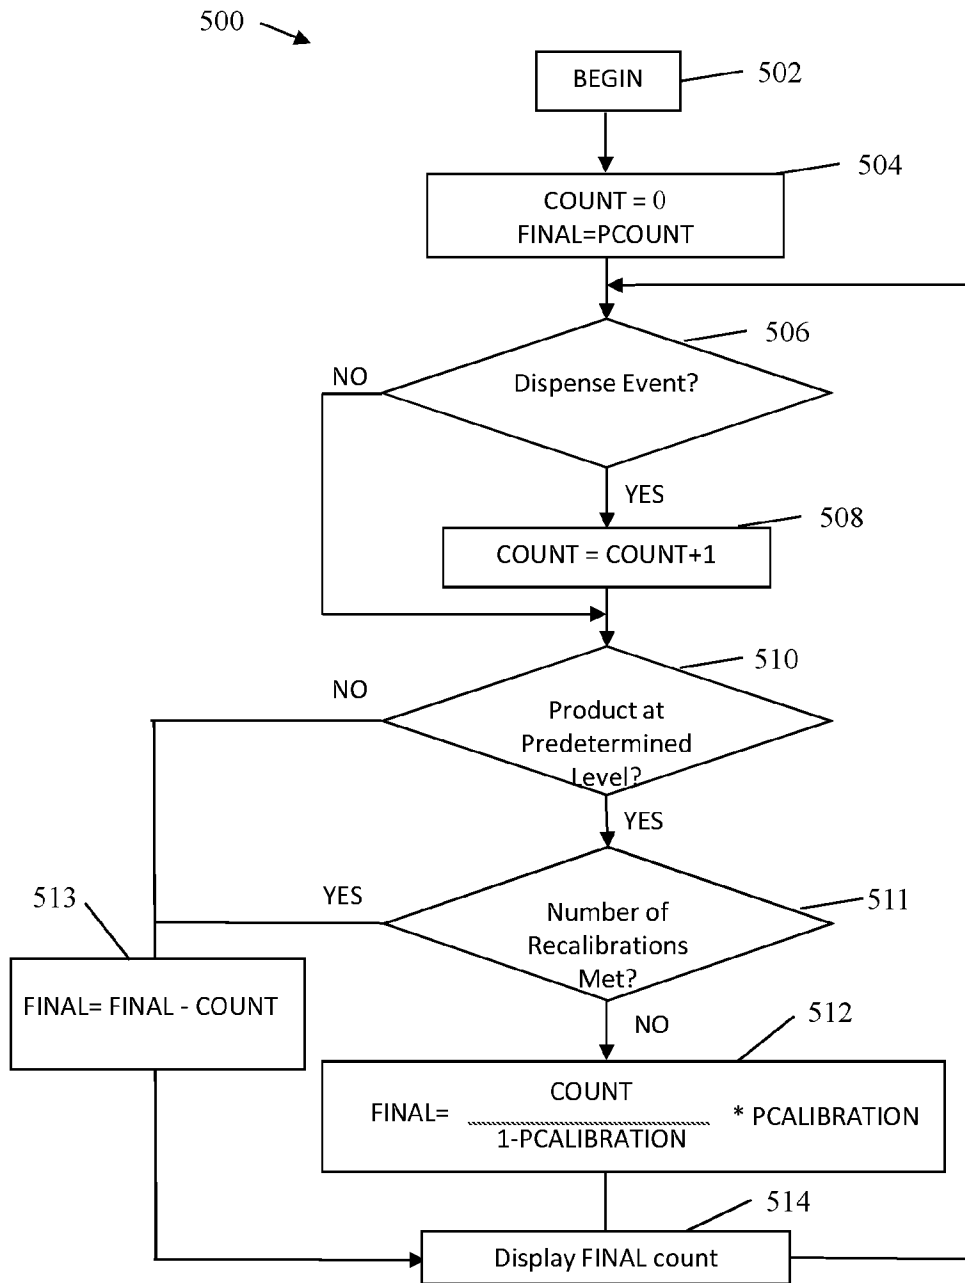 500
BEGIN
502
504
COUNT = 0
FINAL=PCOUNT
506
NO
Dispense Event?
YES
508
COUNT = COUNT+1
510
NO
Product at
Predetermined
Level?
YES
513
YES
511
Number of
Recalibrations
Met?
FINAL= FINAL - COUNT
NO
512
COUNT
FINAL=
* PCALIBRATION
1-PCALIBRATION
514
Display FINAL count